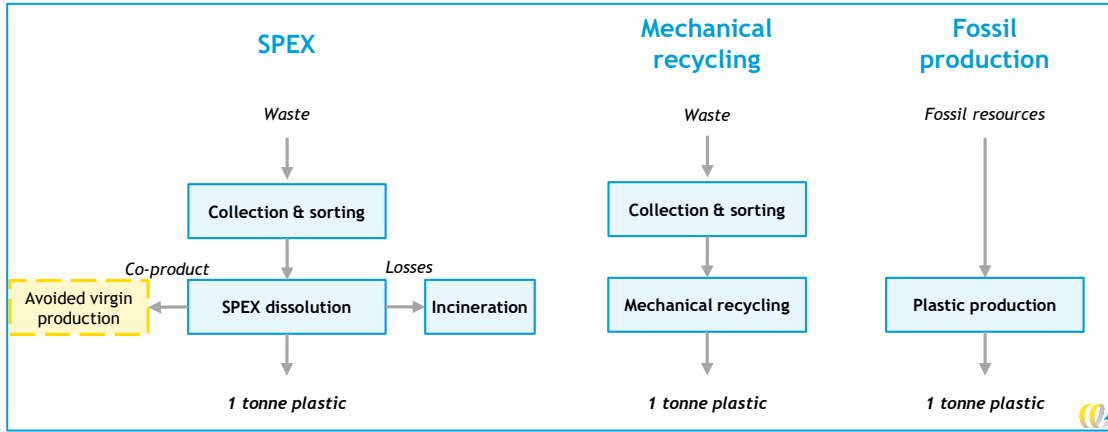 SPEX
Mechanical
recycling
Fossil
production
Waste
Waste
Fossil resources
Collection & sorting
Collection & sorting
Co-product
Losses
Avoided virgin
production
SPEX dissolution
Incineration
Mechanical recycling
Plastic production
1 tonne plastic
1 tonne plastic
1 tonne plastic